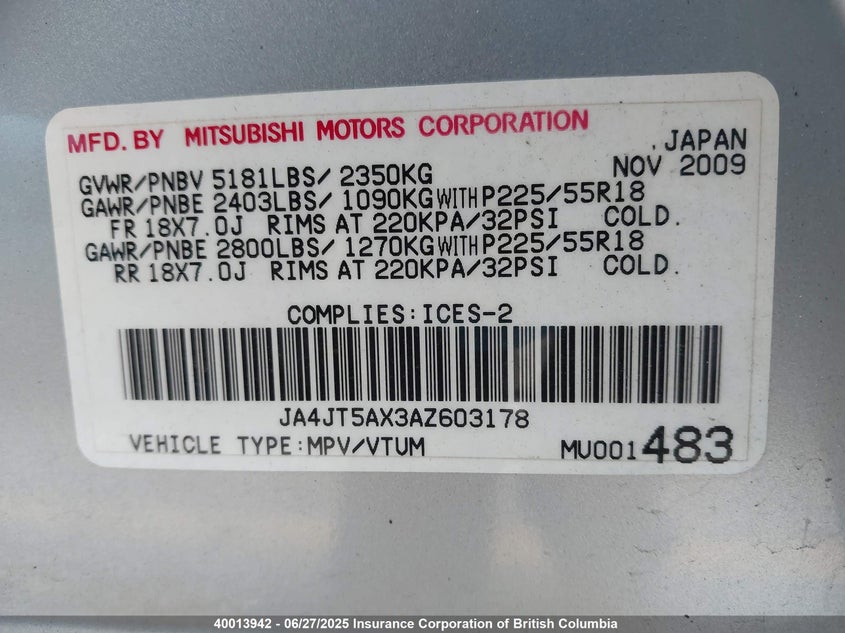 MFD. BY MITSUBISHI MOTORS CORPORATION
JAPAN
NOV 2009
GVWR/PNBV 5181LBS/ 2350KG
GAWR/PNBE 2403LBS/ 1090KG WITH P225/55R18
FR 18X7.0J RIMS AT 220KPA/32PSI COLD.
GAWR/PNBE 2800LBS/ 1270KG WITH P225/55R18
RR 18X7.0J RIMS AT 220KPA/32PSI COLD.
COMPLIES:ICES-2
JA4JT5AX3AZ603178
VEHICLE TYPE:MPV/VTUM MU001483
40013942 - 06/27/2025 Insurance Corporation of British Columbia